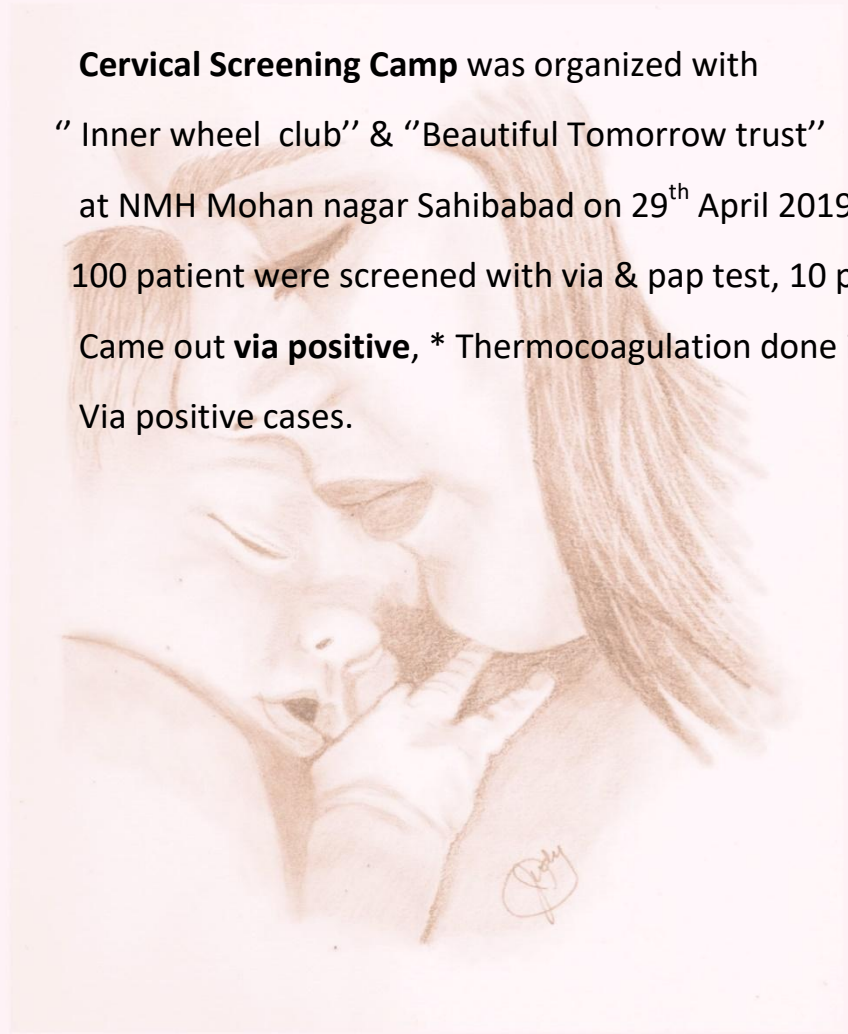 Cervical Screening Camp was organized with
‘’ Inner wheel club’’ & ‘’Beautiful Tomorrow trust’’
at NMH Mohan nagar Sahibabad on 29th April 2019
100 patient were screened with via & pap test, 10 p
Came out via positive, * Thermocoagulation done
Via positive cases.
Judy